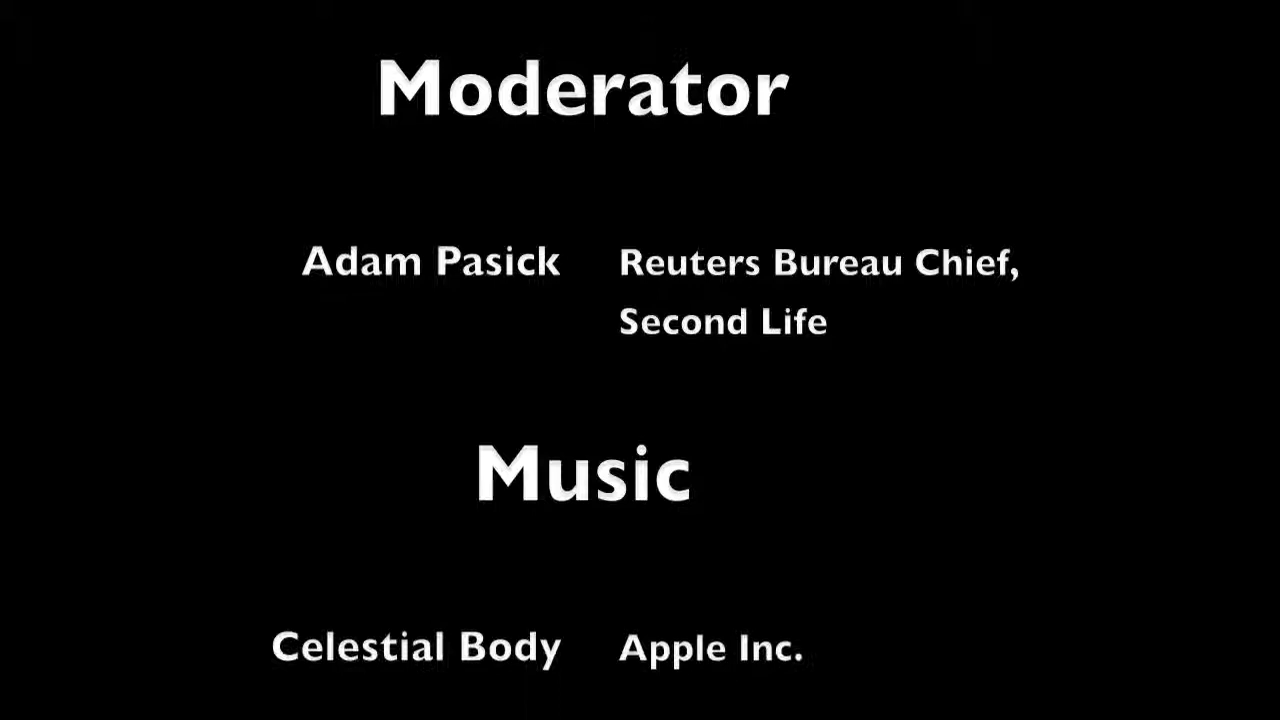 Moderator
Adam Pasick Reuters Bureau Chief,
Second Life
Music
Celestial Body Apple Inc.